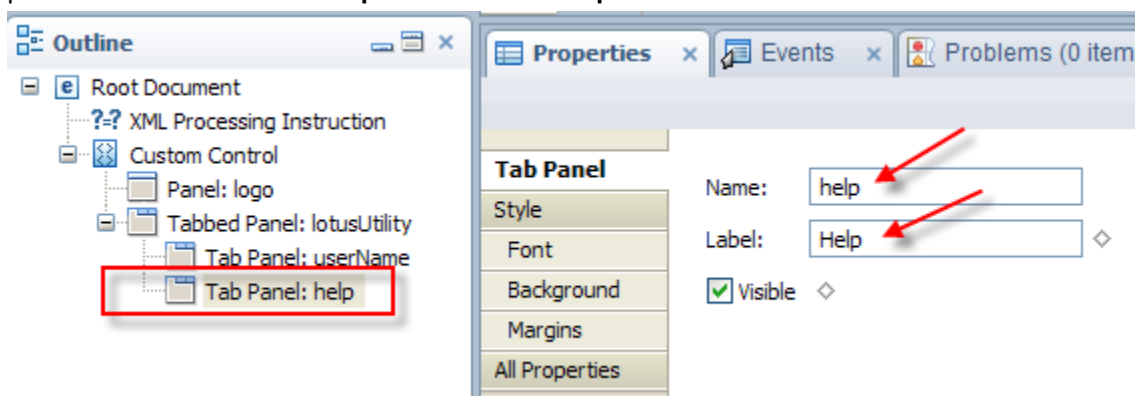 Outline
Root Document
?=? XML Processing Instruction
Custom Control
Panel: logo
Tabbed Panel: lotusUtility
Tab Panel: userName
Tab Panel: help
Properties
Events
Problems (0 item
Tab Panel
Style
Font
Background
Margins
All Properties
Name: help
Label: Help
Visible